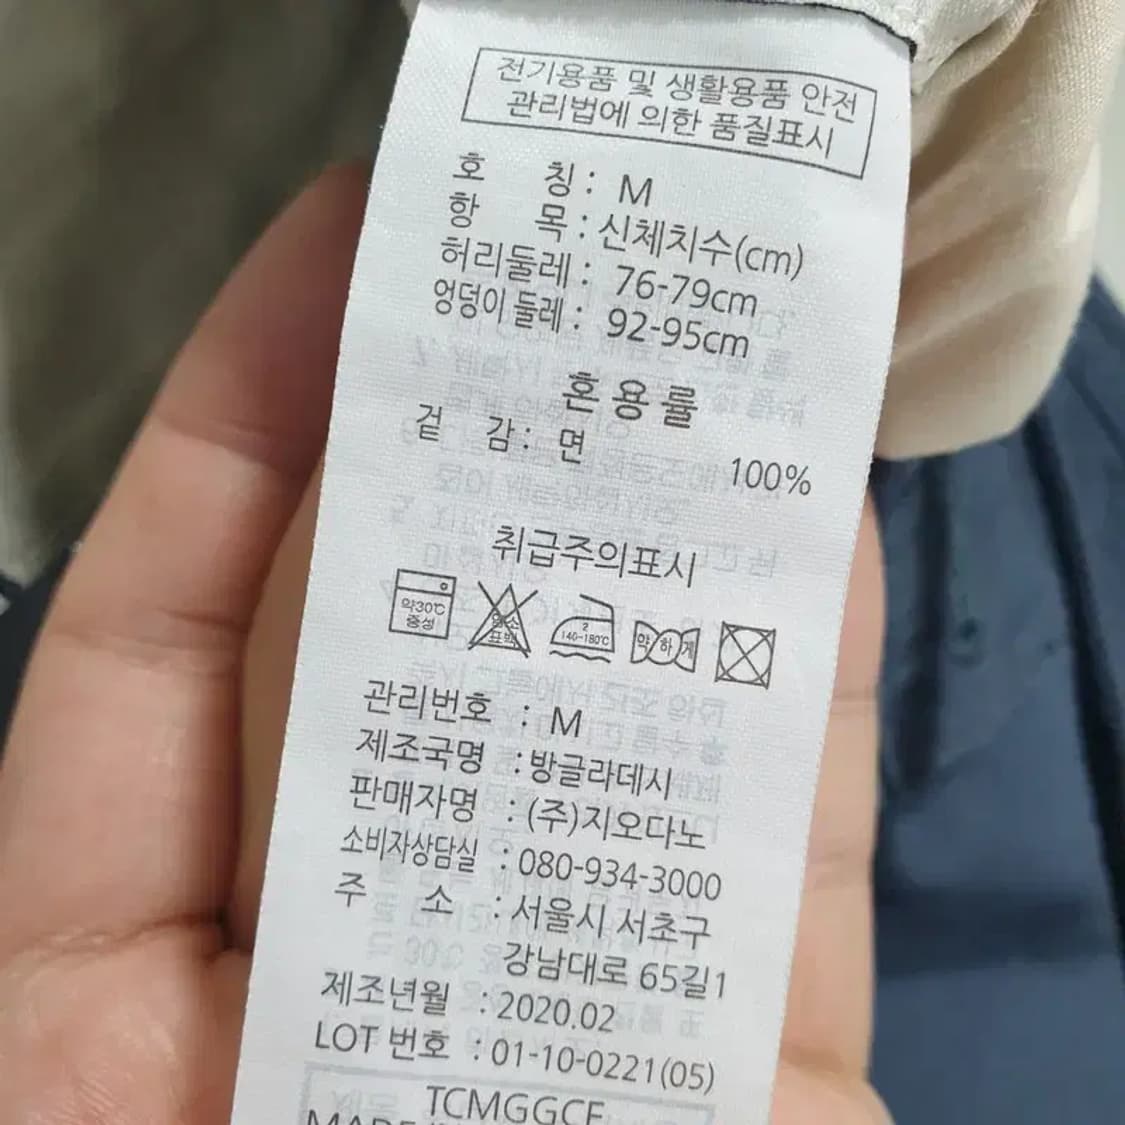 전기용품 및 생활용품 안전
관리법에 의한 품질표시
호 칭 : M
항 목 : 신체치수(cm)
허리둘레 : 76-79cm
엉덩이 둘레 : 92-95cm
혼용률
겉 감 : 면 100%
취급주의표시
약30℃
중성
염소
표백
2
140-180℃
약하게
관리번호 : M
제조국명 : 방글라데시
판매자명 : (주)지오다노
소비자상담실 : 080-934-3000
주 소 : 서울시 서초구
강남대로 65길1
제조년월 : 2020.02
LOT 번호 : 01-10-0221(05)
TCMGGCF